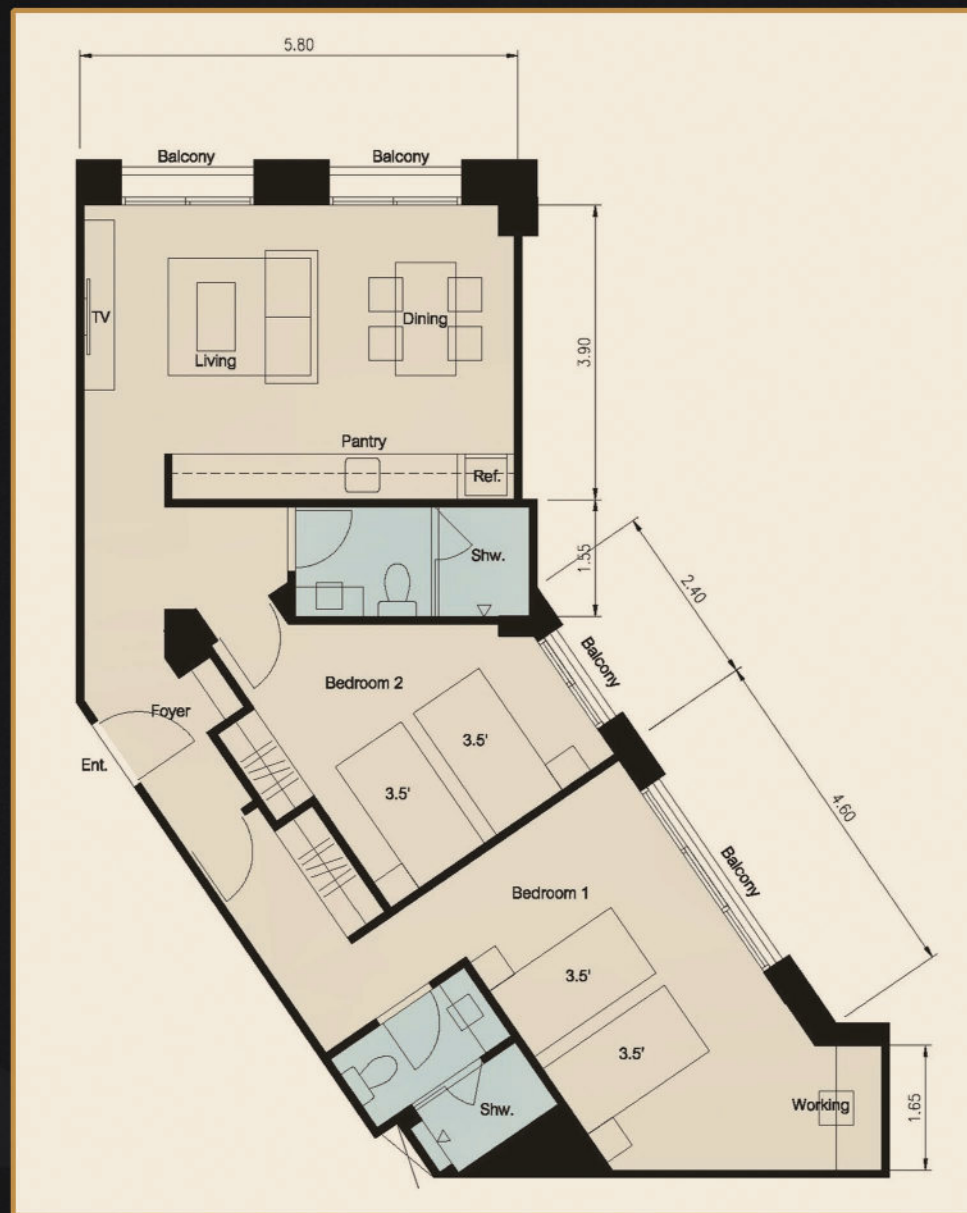 5.80
Balcony
Balcony
TV
Living
Dining
3.90
Pantry
Ref.
Shw.
1.55
2.40
Balcony
Bedroom 2
Foyer
Ent.
3.5'
3.5'
4.60
Balcony
Bedroom 1
3.5'
3.5'
Shw.
Working
1.65